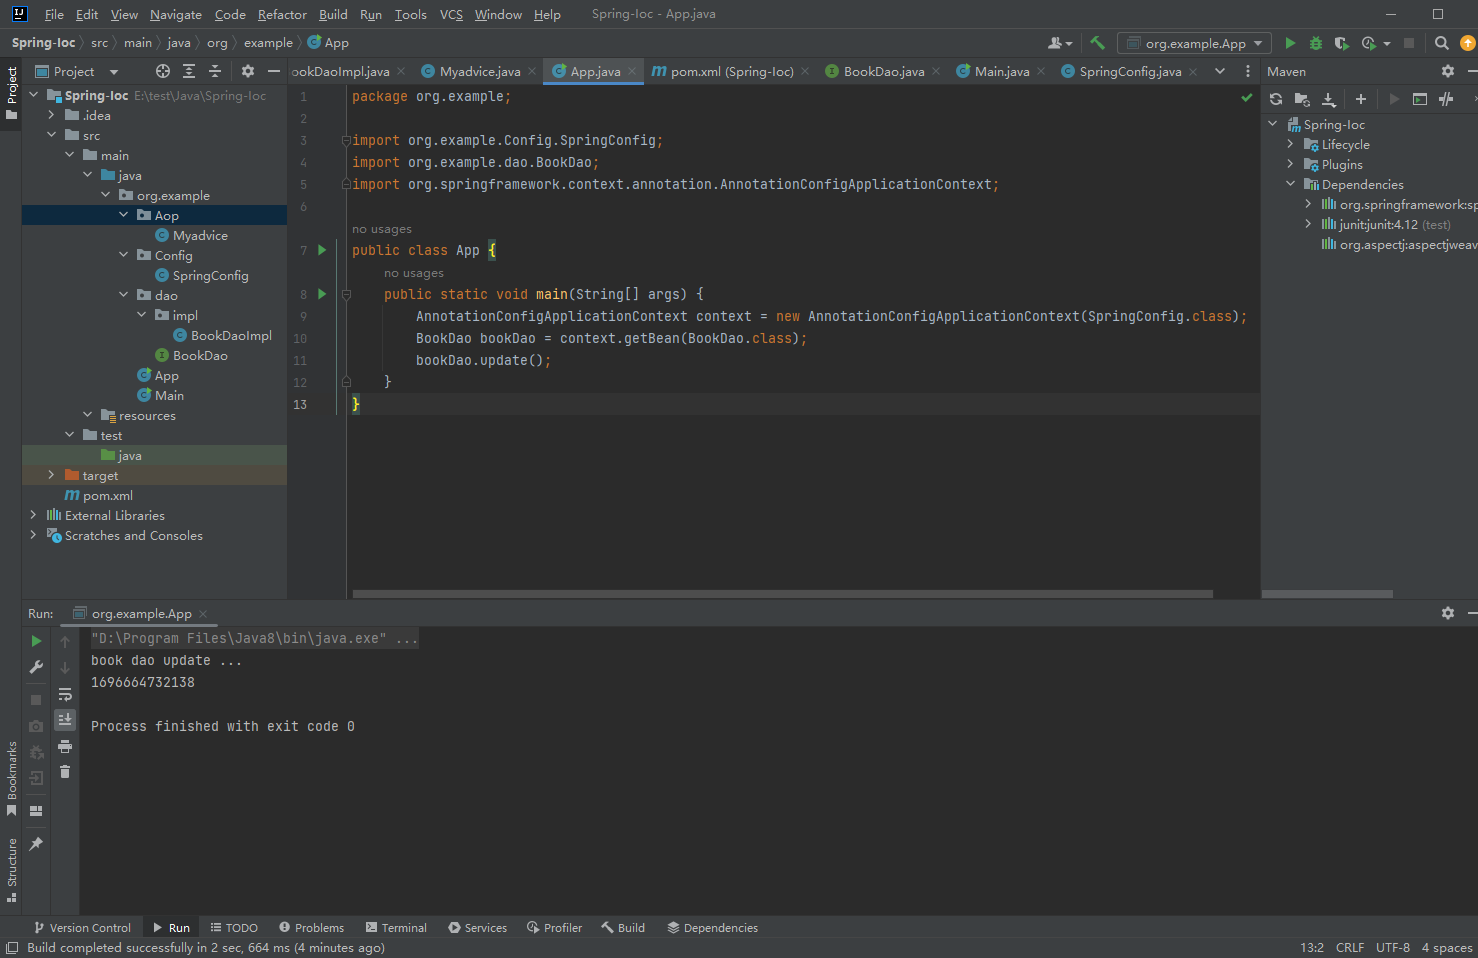 File Edit View Navigate Code Refactor Build Run Tools VCS Window Help Spring-Ioc - App.java
Spring-Ioc src main java org example App org.example.App
Project ookDaoImpl.java Myadvice.java App.java pom.xml (Spring-Ioc) BookDao.java Main.java SpringConfig.java Maven
Project
Spring-Ioc E:\test\Java\Spring-Ioc
.idea
src
main
java
org.example
Aop
Myadvice
Config
SpringConfig
dao
impl
BookDaoImpl
BookDao
App
Main
resources
test
java
target
pom.xml
External Libraries
Scratches and Consoles
1 package org.example;
2
3 import org.example.Config.SpringConfig;
4 import org.example.dao.BookDao;
5 import org.springframework.context.annotation.AnnotationConfigApplicationContext;
6
no usages
7 public class App {
no usages
8 public static void main(String[] args) {
9 AnnotationConfigApplicationContext context = new AnnotationConfigApplicationContext(SpringConfig.class);
10 BookDao bookDao = context.getBean(BookDao.class);
11 bookDao.update();
12 }
13 }
Spring-Ioc
Lifecycle
Plugins
Dependencies
org.springframework:sp
junit:junit:4.12 (test)
org.aspectj:aspectjweav
Run: org.example.App
"D:\Program Files\Java8\bin\java.exe" ...
book dao update ...
1696664732138
Process finished with exit code 0
Bookmarks
Structure
Version Control Run TODO Problems Terminal Services Profiler Build Dependencies
Build completed successfully in 2 sec, 664 ms (4 minutes ago) 13:2 CRLF UTF-8 4 spaces